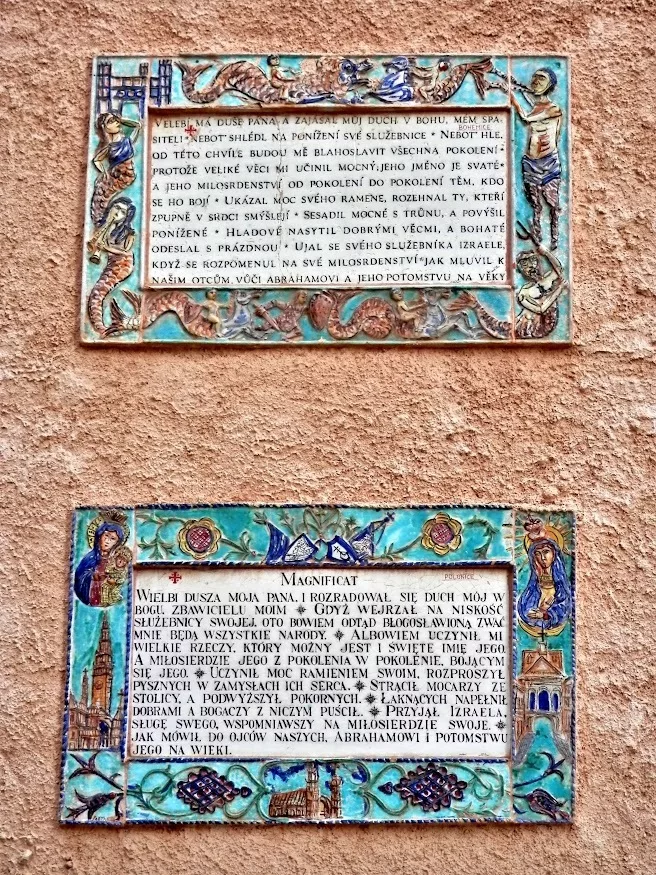 VELEBÍ MÁ DUŠE PÁNA, A ZAJÁSAL MŮJ DUCH V BOHU, MÉM SPA-
BOHEMICE
SITELI * NEBOŤ SHLÉDL NA PONÍŽENÍ SVÉ SLUŽEBNICE * NEBOŤ HLE,
OD TÉTO CHVÍLE BUDOU MĚ BLAHOSLAVIT VŠECHNA POKOLENÍ *
PROTOŽE VELIKÉ VĚCI MI UČINIL MOCNÝ; JEHO JMÉNO JE SVATÉ *
A JEHO MILOSRDENSTVÍ OD POKOLENÍ DO POKOLENÍ TĚM, KDO
SE HO BOJÍ * UKÁZAL MOC SVÉHO RAMENE, ROZEHNAL TY, KTEŘÍ
ZPUPNĚ V SRDCI SMÝŠLEJÍ * SESADIL MOCNÉ S TRŮNU, A POVÝŠIL
PONÍŽENÉ * HLADOVÉ NASYTIL DOBRÝMI VĚCMI, A BOHATÉ
ODESLAL S PRÁZDNOU * UJAL SE SVÉHO SLUŽEBNÍKA IZRAELE,
KDYŽ SE ROZPOMENUL NA SVÉ MILOSRDENSTVÍ * JAK MLUVIL K
NAŠIM OTCŮM, VŮČI ABRAHAMOVI A JEHO POTOMSTVU NA VĚKY
MAGNIFICAT
POLONICE
WIELBI DUSZA MOJA PANA, I ROZRADOWAŁ SIĘ DUCH MÓJ W
BOGU, ZBAWICIELU MOIM * GDYŻ WEJRZAŁ NA NISKOŚĆ
SŁUŻEBNICY SWOJEJ, OTO BOWIEM ODTĄD BŁOGOSŁAWIONĄ ZWAĆ
MNIE BĘDĄ WSZYSTKIE NARODY. * ALBOWIEM UCZYNIŁ MI
WIELKIE RZECZY, KTÓRY MOŻNY JEST I ŚWIĘTE IMIĘ JEGO.
A MIŁOSIERDZIE JEGO Z POKOLENIA W POKOLENIE, BOJĄCYM
SIĘ JEGO. * UCZYNIŁ MOC RAMIENIEM SWOIM, ROZPROSZYŁ
PYSZNYCH W ZAMYSŁACH ICH SERCA. * STRĄCIŁ MOCARZY ZE
STOLICY, A PODWYŻSZYŁ POKORNYCH. * ŁAKNĄCYCH NAPEŁNIŁ
DOBRAMI A BOGACZY Z NICZYM PUŚCIŁ. * PRZYJĄŁ IZRAELA,
SŁUGĘ SWEGO, WSPOMNIAWSZY NA MIŁOSIERDZIE SWOJE, *
JAK MÓWIŁ DO OJCÓW NASZYCH, ABRAHAMOWI I POTOMSTWU
JEGO NA WIEKI.